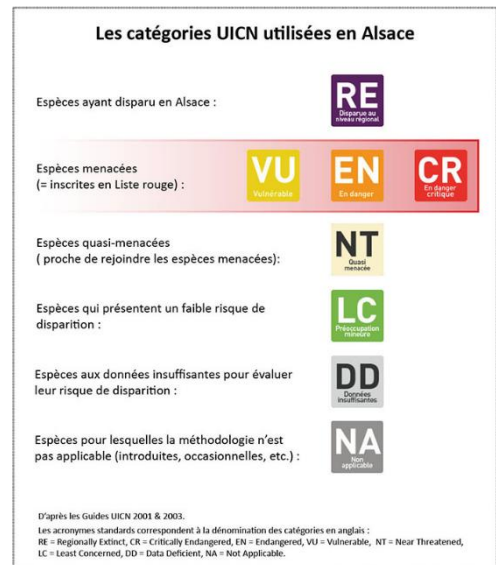 Les catégories UICN utilisées en Alsace
Espèces ayant disparu en Alsace :
RE
Disparue au
niveau régional
Espèces menacées
(= inscrites en Liste rouge) :
VU
Vulnérable
EN
En danger
CR
En danger
critique
Espèces quasi-menacées
( proche de rejoindre les espèces menacées):
NT
Quasi
menacée
Espèces qui présentent un faible risque de
disparition :
LC
Préoccupation
mineure
Espèces aux données insuffisantes pour évaluer
leur risque de disparition :
DD
Données
insuffisantes
Espèces pour lesquelles la méthodologie n'est
pas applicable (introduites, occasionnelles, etc.) :
NA
Non
applicable
D'après les Guides UICN 2001 & 2003.
Les acronymes standards correspondent à la dénomination des catégories en anglais :
RE = Regionally Extinct, CR = Critically Endangered, EN = Endangered, VU = Vulnerable, NT = Near Threatened,
LC = Least Concerned, DD = Data Deficient, NA = Not Applicable.